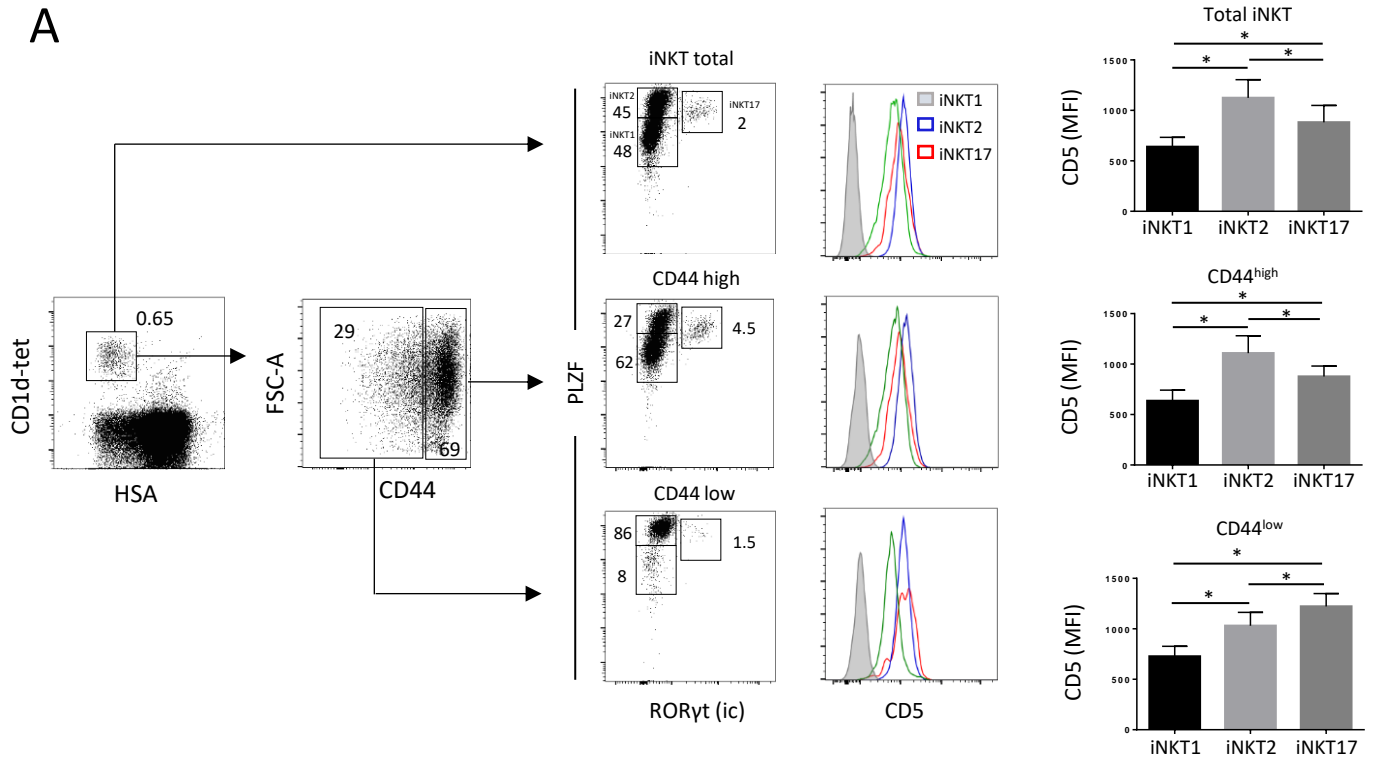 A
CD1d-tet
0.65
HSA
FSC-A
29
69
CD44
PLZF
iNKT total
iNKT2
45
iNKT1
48
iNKT17
2
CD44 high
27
62
4.5
CD44 low
86
8
1.5
RORγt (ic)
iNKT1
iNKT2
iNKT17
CD5
Total iNKT
CD5 (MFI)
1500
1000
500
0
*
*
*
iNKT1 iNKT2 iNKT17
CD44high
CD5 (MFI)
1500
1000
500
0
*
*
*
iNKT1 iNKT2 iNKT17
CD44low
CD5 (MFI)
1500
1000
500
0
*
*
*
iNKT1 iNKT2 iNKT17